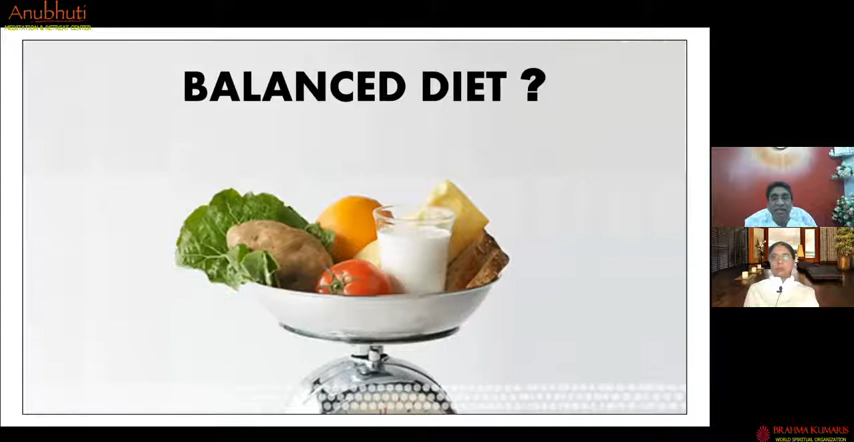 Anubhuti
MEDITATION & RETREAT CENTER
BALANCED DIET ?
BRAHMA KUMARIS
WORLD SPIRITUAL ORGANIZATION